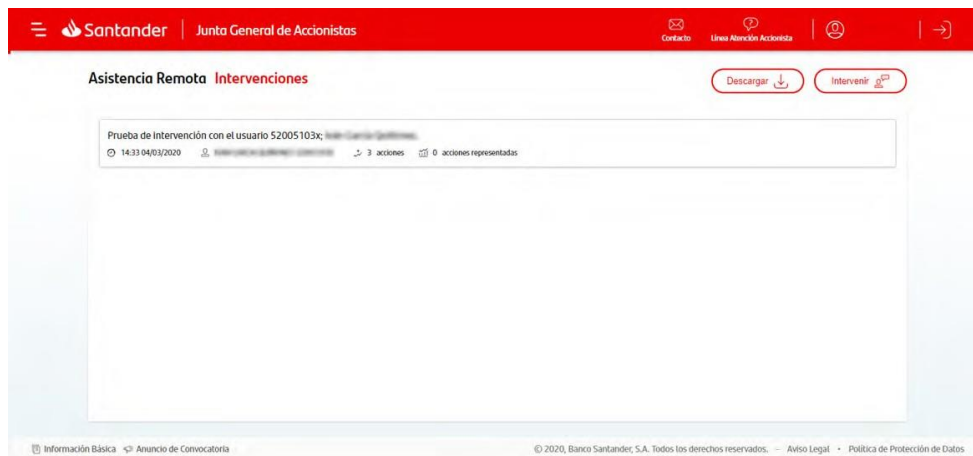 Santander Junta General de Accionistas Contacto Línea Atención Accionista
Asistencia Remota Intervenciones Descargar Intervenir
Prueba de intervención con el usuario 52005103x;
14:33 04/03/2020 3 acciones 0 acciones representadas
Información Básica Anuncio de Convocatoria © 2020, Banco Santander, S.A. Todos los derechos reservados. – Aviso Legal • Política de Protección de Datos